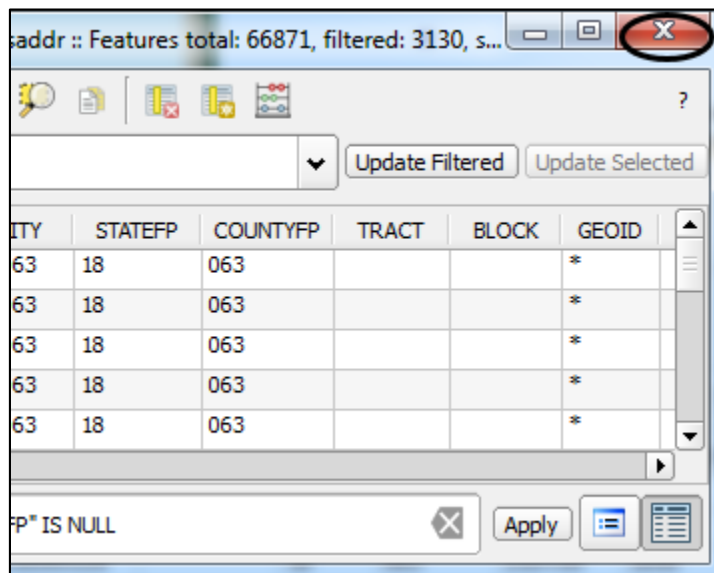 saddr :: Features total: 66871, filtered: 3130, s...
?
Update Filtered Update Selected
ITY STATEFP COUNTYFP TRACT BLOCK GEOID
63 18 063 *
63 18 063 *
63 18 063 *
63 18 063 *
63 18 063 *
FP" IS NULL Apply